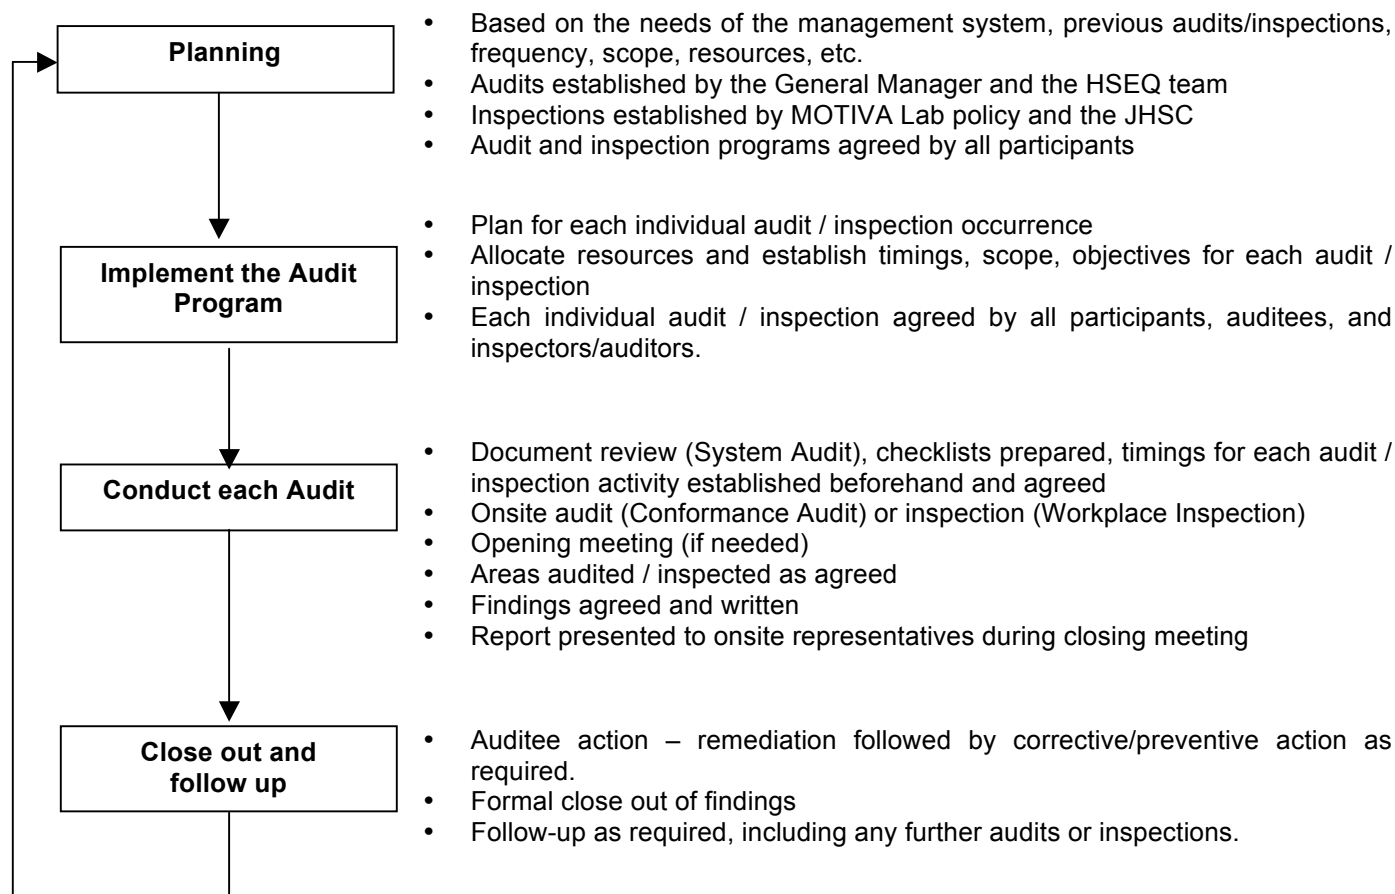 Planning
• Based on the needs of the management system, previous audits/inspections,
frequency, scope, resources, etc.
• Audits established by the General Manager and the HSEQ team
• Inspections established by MOTIVA Lab policy and the JHSC
• Audit and inspection programs agreed by all participants
Implement the Audit
Program
• Plan for each individual audit / inspection occurrence
• Allocate resources and establish timings, scope, objectives for each audit /
inspection
• Each individual audit / inspection agreed by all participants, auditees, and
inspectors/auditors.
Conduct each Audit
• Document review (System Audit), checklists prepared, timings for each audit /
inspection activity established beforehand and agreed
• Onsite audit (Conformance Audit) or inspection (Workplace Inspection)
• Opening meeting (if needed)
• Areas audited / inspected as agreed
• Findings agreed and written
• Report presented to onsite representatives during closing meeting
Close out and
follow up
• Auditee action – remediation followed by corrective/preventive action as
required.
• Formal close out of findings
• Follow-up as required, including any further audits or inspections.